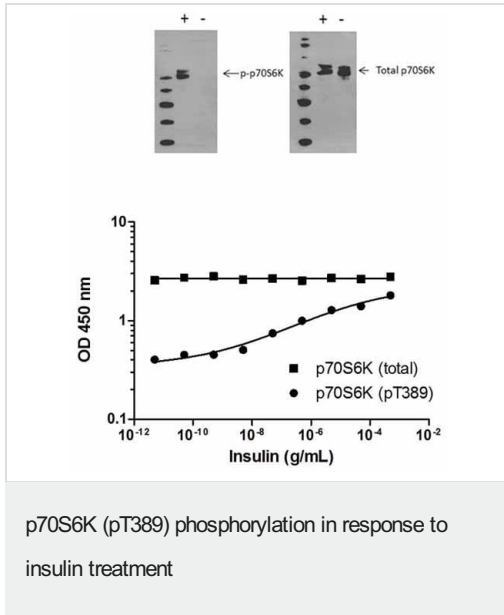 + -
+ -
p-p70S6K
Total p70S6K
10
1
0.1
OD 450 nm
p70S6K (total)
p70S6K (pT389)
10-12 10-10 10-8 10-6 10-4 10-2
Insulin (g/mL)
p70S6K (pT389) phosphorylation in response to
insulin treatment